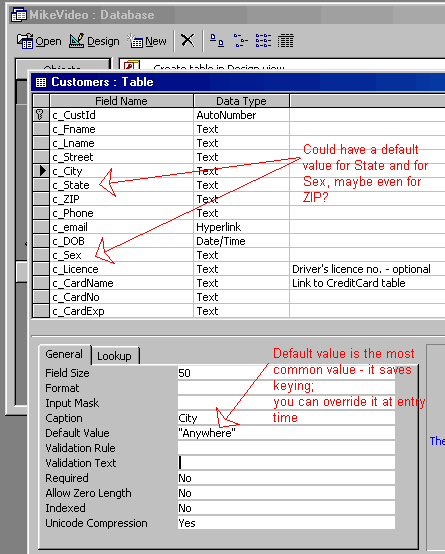 MikeVideo : Database
Open Design New
Objects Create table in Design view
Customers : Table
Field Name Data Type
c_CustId AutoNumber
c_Fname Text
c_Lname Text
c_Street Text
c_City Text
c_State Text
c_ZIP Text
c_Phone Text
c_email Hyperlink
c_DOB Date/Time
c_Sex Text
c_Licence Text Driver's licence no. - optional
c_CardName Text Link to CreditCard table
c_CardNo Text
c_CardExp Text
Could have a default
value for State and for
Sex, maybe even for
ZIP?
General Lookup
Field Size 50
Format
Input Mask
Caption City
Default Value "Anywhere"
Validation Rule
Validation Text
Required No
Allow Zero Length No
Indexed No
Unicode Compression Yes
Default value is the most
common value - it saves
keying;
you can override it at entry
time
The